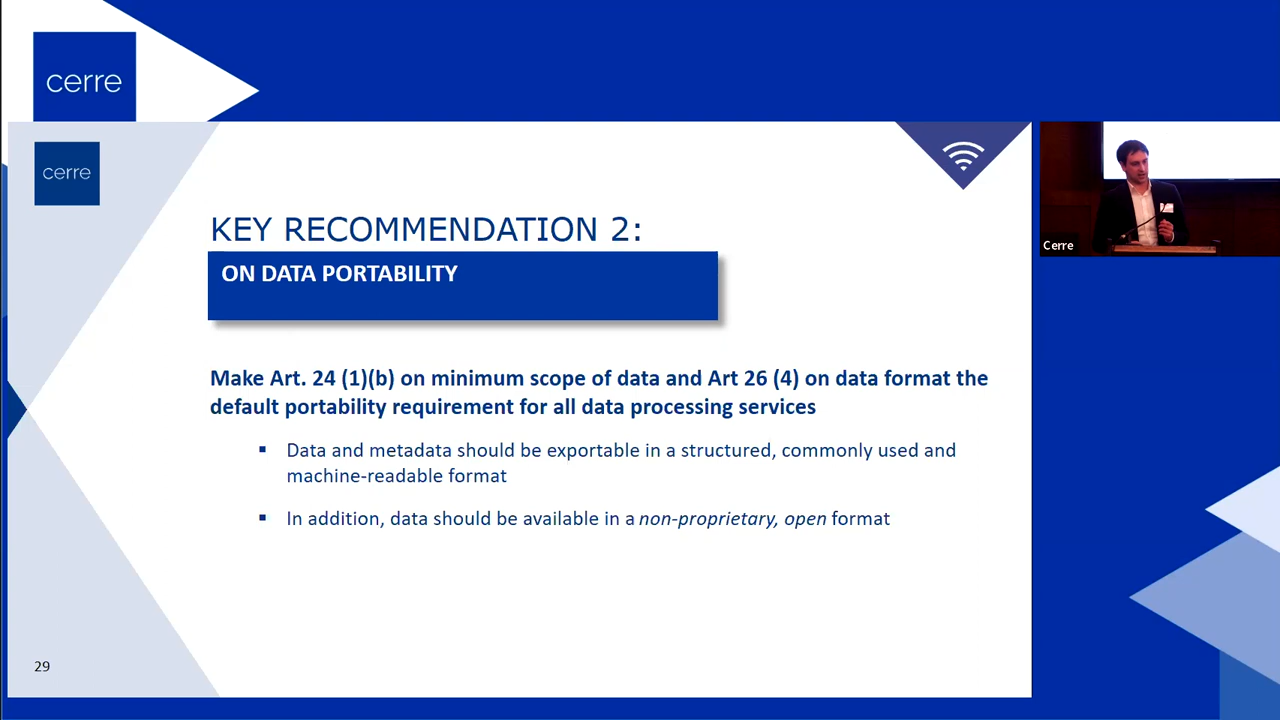 cerre
cerre
KEY RECOMMENDATION 2:
ON DATA PORTABILITY
Make Art. 24 (1)(b) on minimum scope of data and Art 26 (4) on data format the
default portability requirement for all data processing services
▪ Data and metadata should be exportable in a structured, commonly used and
machine-readable format
▪ In addition, data should be available in a non-proprietary, open format
29
Cerre